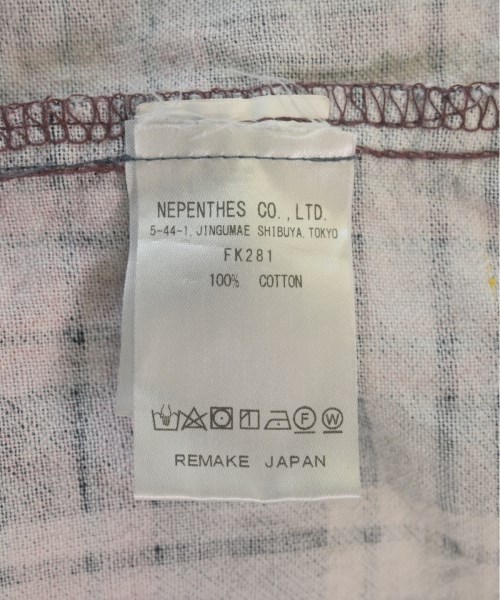 NEPENTHES CO., LTD.
5-44-1, JINGUMAE SHIBUYA, TOKYO
FK281
100% COTTON
F W
REMAKE JAPAN